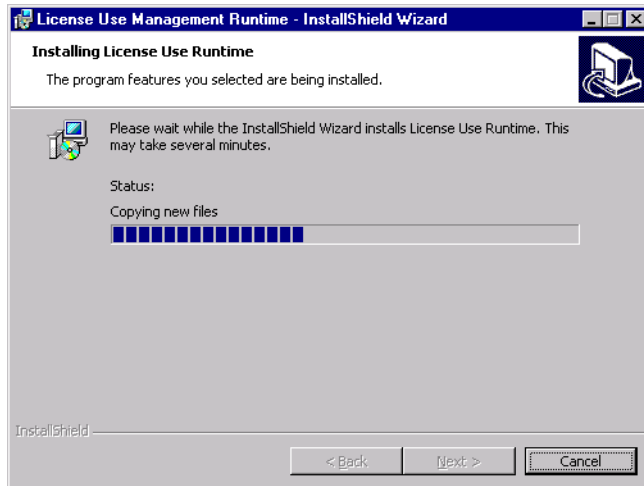 License Use Management Runtime - InstallShield Wizard
Installing License Use Runtime
The program features you selected are being installed.
Please wait while the InstallShield Wizard installs License Use Runtime. This
may take several minutes.
Status:
Copying new files
InstallShield
< Back
Next >
Cancel